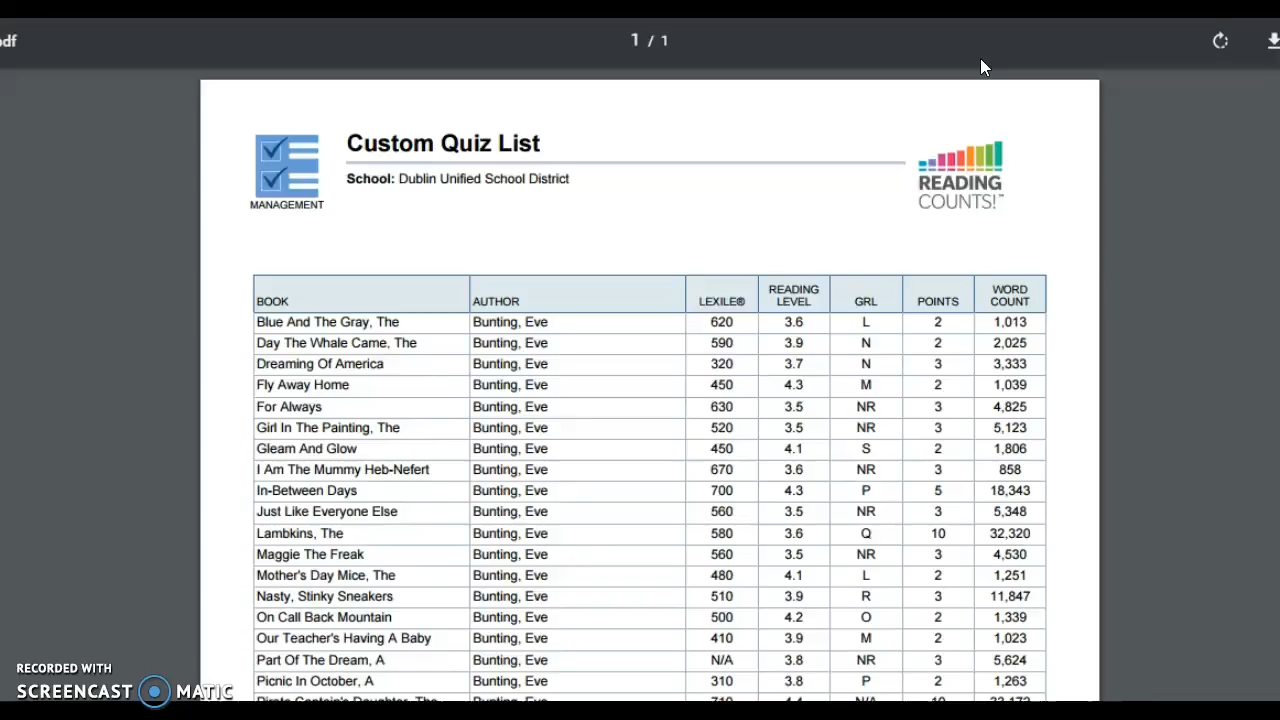 odf
1 / 1
Custom Quiz List
School: Dublin Unified School District
MANAGEMENT
READING
COUNTS!™
BOOK AUTHOR LEXILE® READING LEVEL GRL POINTS WORD COUNT
Blue And The Gray, The Bunting, Eve 620 3.6 L 2 1,013
Day The Whale Came, The Bunting, Eve 590 3.9 N 2 2,025
Dreaming Of America Bunting, Eve 320 3.7 N 3 3,333
Fly Away Home Bunting, Eve 450 4.3 M 2 1,039
For Always Bunting, Eve 630 3.5 NR 3 4,825
Girl In The Painting, The Bunting, Eve 520 3.5 NR 3 5,123
Gleam And Glow Bunting, Eve 450 4.1 S 2 1,806
I Am The Mummy Heb-Nefert Bunting, Eve 670 3.6 NR 3 858
In-Between Days Bunting, Eve 700 4.3 P 5 18,343
Just Like Everyone Else Bunting, Eve 560 3.5 NR 3 5,348
Lambkins, The Bunting, Eve 580 3.6 Q 10 32,320
Maggie The Freak Bunting, Eve 560 3.5 NR 3 4,530
Mother's Day Mice, The Bunting, Eve 480 4.1 L 2 1,251
Nasty, Stinky Sneakers Bunting, Eve 510 3.9 R 3 11,847
On Call Back Mountain Bunting, Eve 500 4.2 O 2 1,339
Our Teacher's Having A Baby Bunting, Eve 410 3.9 M 2 1,023
Part Of The Dream, A Bunting, Eve N/A 3.8 NR 3 5,624
Picnic In October, A Bunting, Eve 310 3.8 P 2 1,263
Pirate Captain's Daughter, The Bunting, Eve 710 4.4 N/A 10
RECORDED WITH
SCREENCAST MATIC